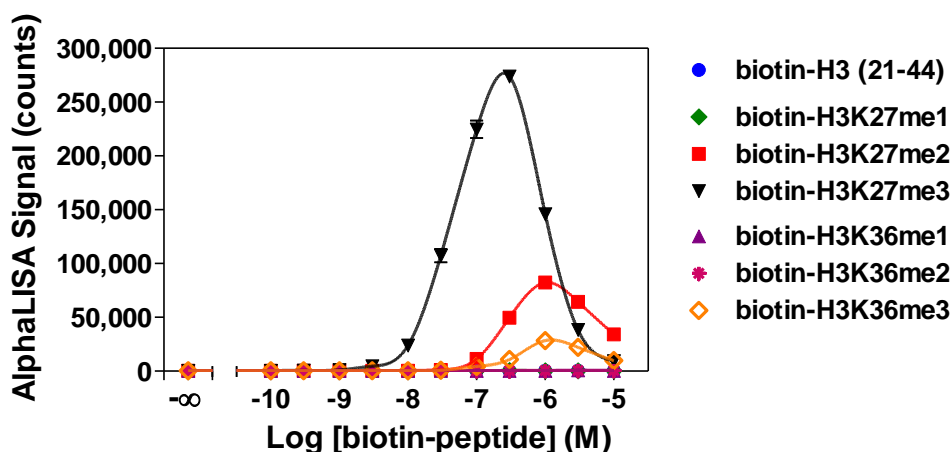 300,000
250,000
200,000
150,000
100,000
50,000
0
AlphaLISA Signal (counts)
-∞ -10 -9 -8 -7 -6 -5
Log [biotin-peptide] (M)
biotin-H3 (21-44)
biotin-H3K27me1
biotin-H3K27me2
biotin-H3K27me3
biotin-H3K36me1
biotin-H3K36me2
biotin-H3K36me3